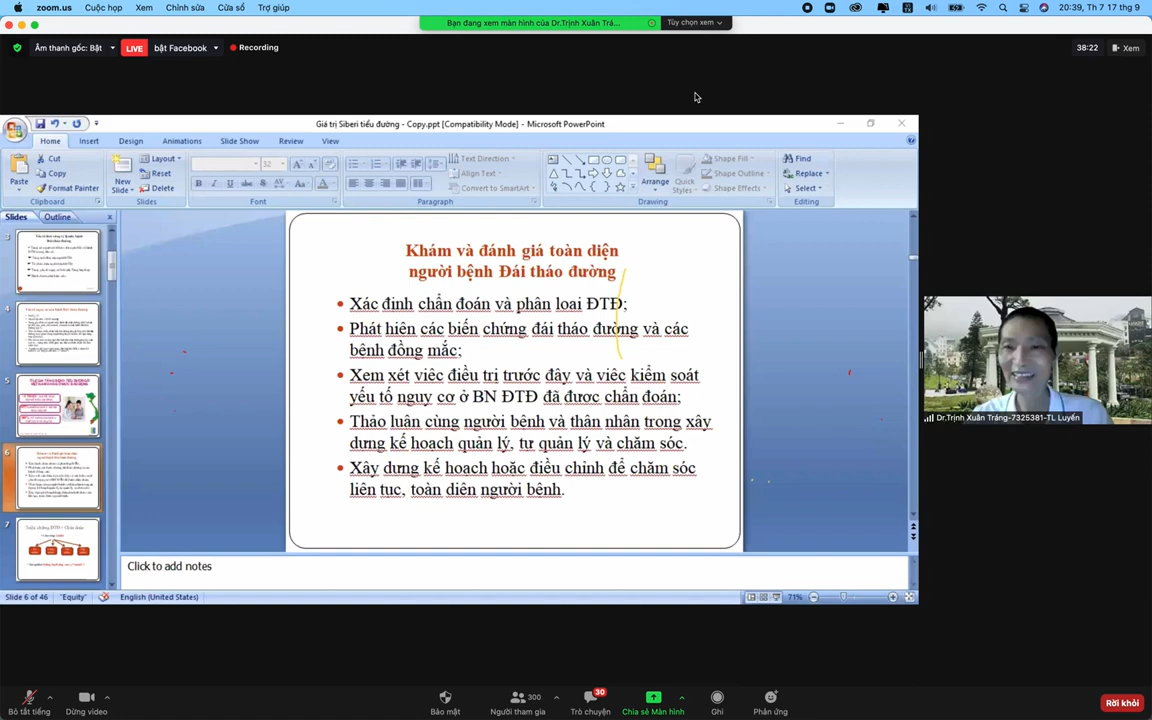 zoom.us Cuộc họp Xem Chỉnh sửa Cửa sổ Trợ giúp 20:39, Th 7 17 thg 9
Bạn đang xem màn hình của Dr.Trịnh Xuân Trá... Tùy chọn xem
Âm thanh gốc: Bật LIVE bật Facebook Recording 38:22 Xem
Giá trị Siberi tiểu đường - Copy.ppt [Compatibility Mode] - Microsoft PowerPoint
Home Insert Design Animations Slide Show Review View
Paste Cut Copy Format Painter
New Slide Layout Reset Delete
32
B I U abc S AV Aa A
Text Direction Align Text Convert to SmartArt
Arrange Quick Styles Shape Fill Shape Outline Shape Effects
Find Replace Select
Clipboard Slides Font Paragraph Drawing Editing
Slides Outline
3
4
5
6
7
Khám và đánh giá toàn diện
người bệnh Đái tháo đường
• Xác định chẩn đoán và phân loại ĐTĐ;
• Phát hiện các biến chứng đái tháo đường và các
bệnh đồng mắc;
• Xem xét việc điều trị trước đây và việc kiểm soát
yếu tố nguy cơ ở BN ĐTĐ đã được chẩn đoán;
• Thảo luận cùng người bệnh và thân nhân trong xây
dựng kế hoạch quản lý, tự quản lý và chăm sóc.
• Xây dựng kế hoạch hoặc điều chỉnh để chăm sóc
liên tục, toàn diện người bệnh.
Dr.Trịnh Xuân Tráng-7325381-TL Luyến
Click to add notes
Slide 6 of 46 "Equity" English (United States) 71%
Bỏ tắt tiếng Dừng video Bảo mật Người tham gia 300 Trò chuyện 30 Chia sẻ Màn hình Ghi Phản ứng Rời khỏi